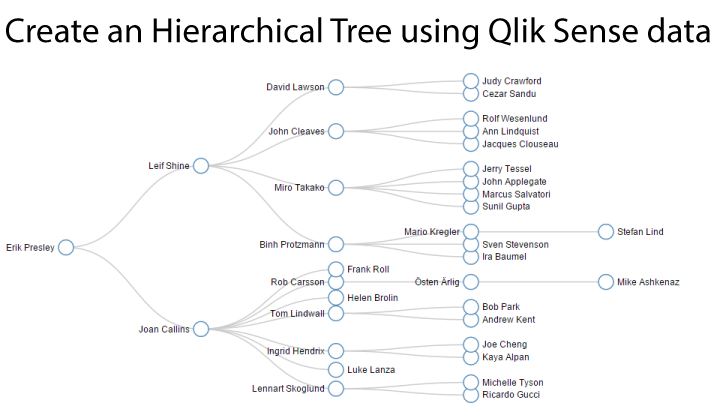 Create an Hierarchical Tree using Qlik Sense data
Judy Crawford
David Lawson
Cezar Sandu
Rolf Wesenlund
John Cleaves
Ann Lindquist
Jacques Clouseau
Leif Shine
Jerry Tessel
John Applegate
Miro Takako
Marcus Salvatori
Sunil Gupta
Mario Kregler
Stefan Lind
Binh Protzmann
Sven Stevenson
Erik Presley
Ira Baumel
Frank Roll
Rob Carsson
Östen Ärlig
Mike Ashkenaz
Helen Brolin
Bob Park
Tom Lindwall
Andrew Kent
Joan Callins
Joe Cheng
Ingrid Hendrix
Kaya Alpan
Luke Lanza
Michelle Tyson
Lennart Skoglund
Ricardo Gucci